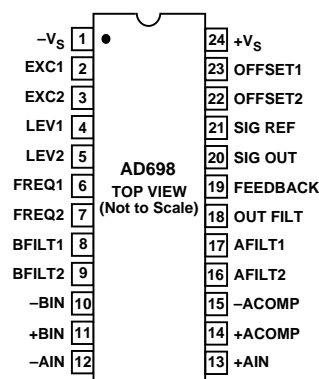 −VS 1 24 +VS
EXC1 2 23 OFFSET1
EXC2 3 22 OFFSET2
LEV1 4 21 SIG REF
LEV2 5 20 SIG OUT
AD698
FREQ1 6 TOP VIEW 19 FEEDBACK
FREQ2 7 (Not to Scale) 18 OUT FILT
BFILT1 8 17 AFILT1
BFILT2 9 16 AFILT2
−BIN 10 15 −ACOMP
+BIN 11 14 +ACOMP
−AIN 12 13 +AIN